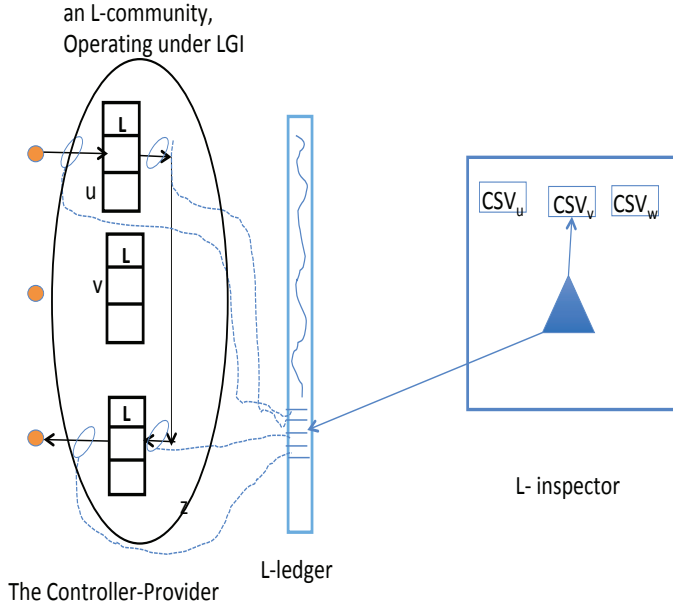 an L-community,
Operating under LGI
L
u
L
v
L
z
CSVu
CSVv
CSVw
L- inspector
L-ledger
The Controller-Provider